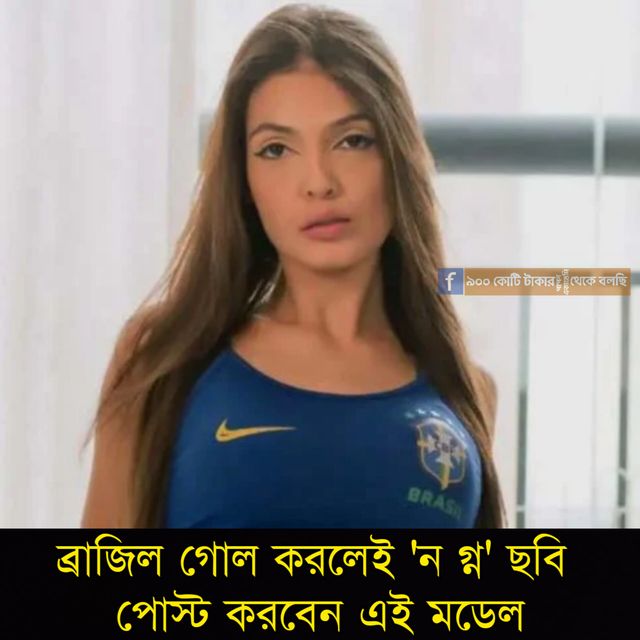 f ৯০০ কোটি টাকার থেকে বলছি
BRASIL
ব্রাজিল গোল করলেই 'ন গ্ন' ছবি
পোস্ট করবেন এই মডেল